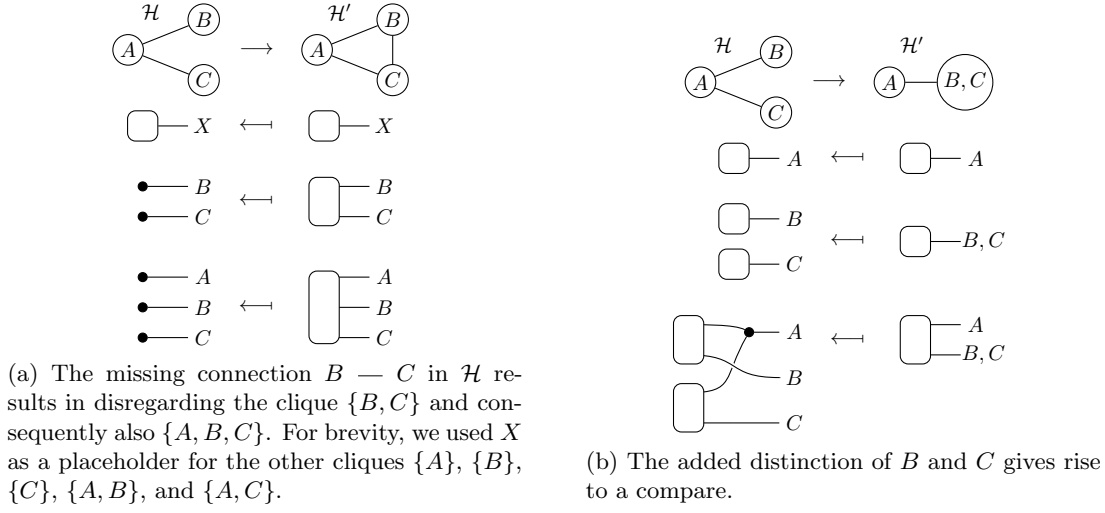 ℋ ℋ′
B B
A ⟶ A
C C
X ⟻ X
B ⟻ B
C C
A A
B ⟻ B
C C
(a) The missing connection B — C in ℋ re-
sults in disregarding the clique {B, C} and con-
sequently also {A, B, C}. For brevity, we used X
as a placeholder for the other cliques {A}, {B},
{C}, {A, B}, and {A, C}.
ℋ ℋ′
B
A ⟶ A B, C
C
A ⟻ A
B
⟻ B, C
C
A ⟻ A
B, C
B
C
(b) The added distinction of B and C gives rise
to a compare.